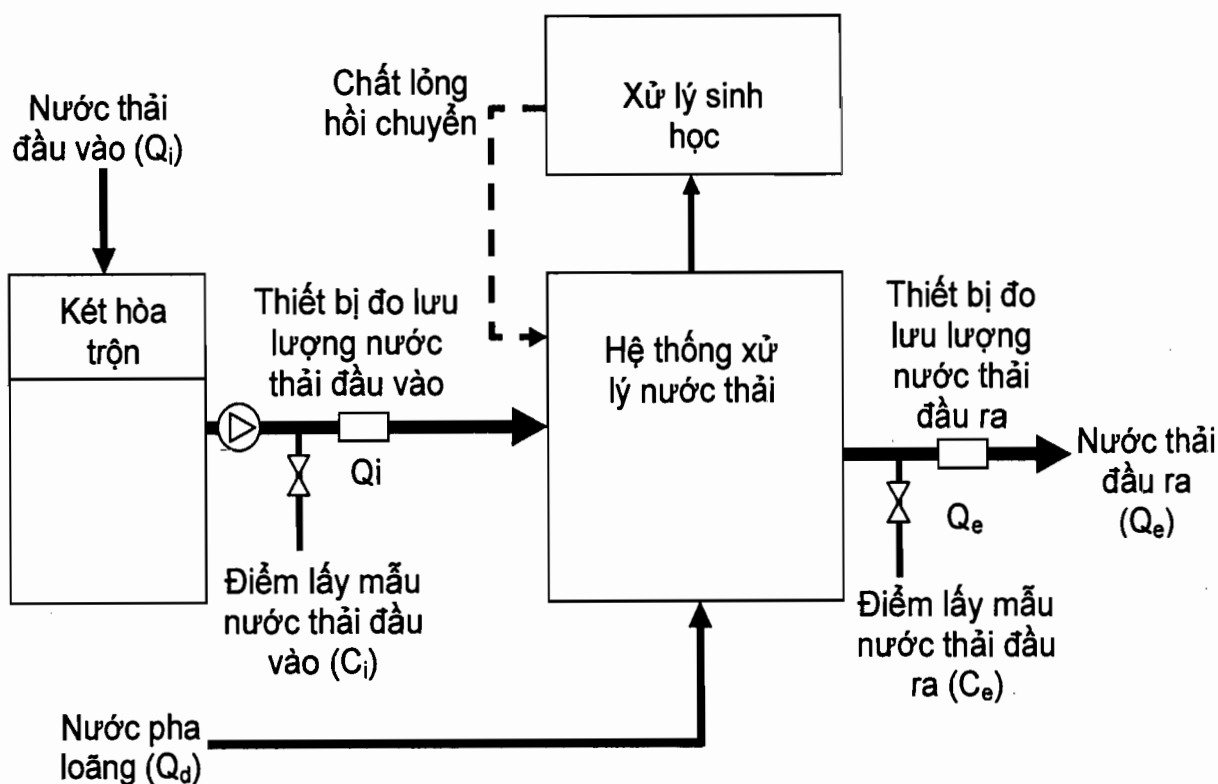 Chất lỏng
hồi chuyển
Xử lý sinh
học
Nước thải
đầu vào (Qᵢ)
Két hòa
trộn
Thiết bị đo lưu
lượng nước
thải đầu vào
Qi
Hệ thống xử
lý nước thải
Thiết bị đo
lưu lượng
nước thải
đầu ra
Qₑ
Nước thải
đầu ra
(Qₑ)
Điểm lấy mẫu
nước thải đầu
vào (Cᵢ)
Điểm lấy mẫu
nước thải đầu
ra (Cₑ)
Nước pha
loãng (Q_d)